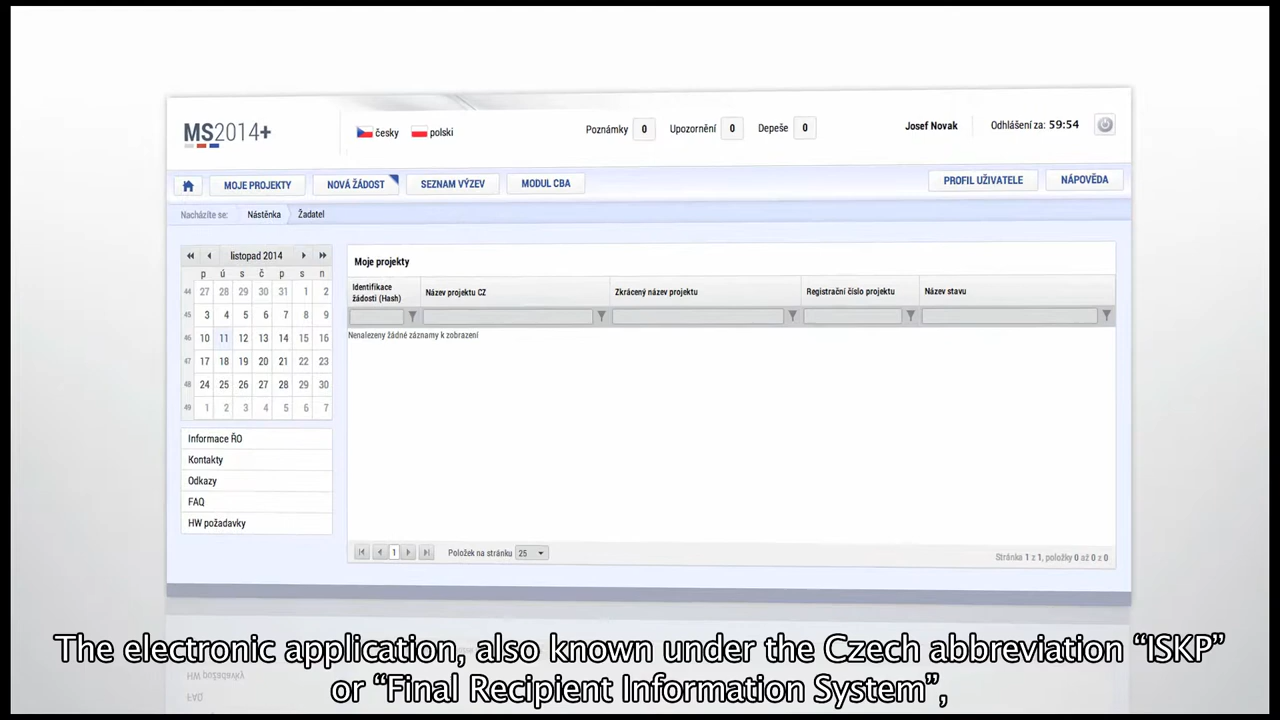 MS2014+
česky polski
Poznámky 0 Upozornění 0 Depeše 0
Josef Novak Odhlášení za: 59:54
MOJE PROJEKTY NOVÁ ŽÁDOST SEZNAM VÝZEV MODUL CBA PROFIL UŽIVATELE NÁPOVĚDA
Nacházíte se: Nástěnka Žadatel
listopad 2014
p ú s č p s n
44 27 28 29 30 31 1 2
45 3 4 5 6 7 8 9
46 10 11 12 13 14 15 16
47 17 18 19 20 21 22 23
48 24 25 26 27 28 29 30
49 1 2 3 4 5 6 7
Informace ŘO
Kontakty
Odkazy
FAQ
HW požadavky
Moje projekty
Identifikace
žádosti (Hash)
Název projektu CZ
Zkrácený název projektu
Registrační číslo projektu
Název stavu
Nenalezeny žádné záznamy k zobrazení
1 Položek na stránku 25
Stránka 1 z 1, položky 0 až 0 z 0
The electronic application, also known under the Czech abbreviation “ISKP”
or “Final Recipient Information System”,
HW požadavky
FAQ